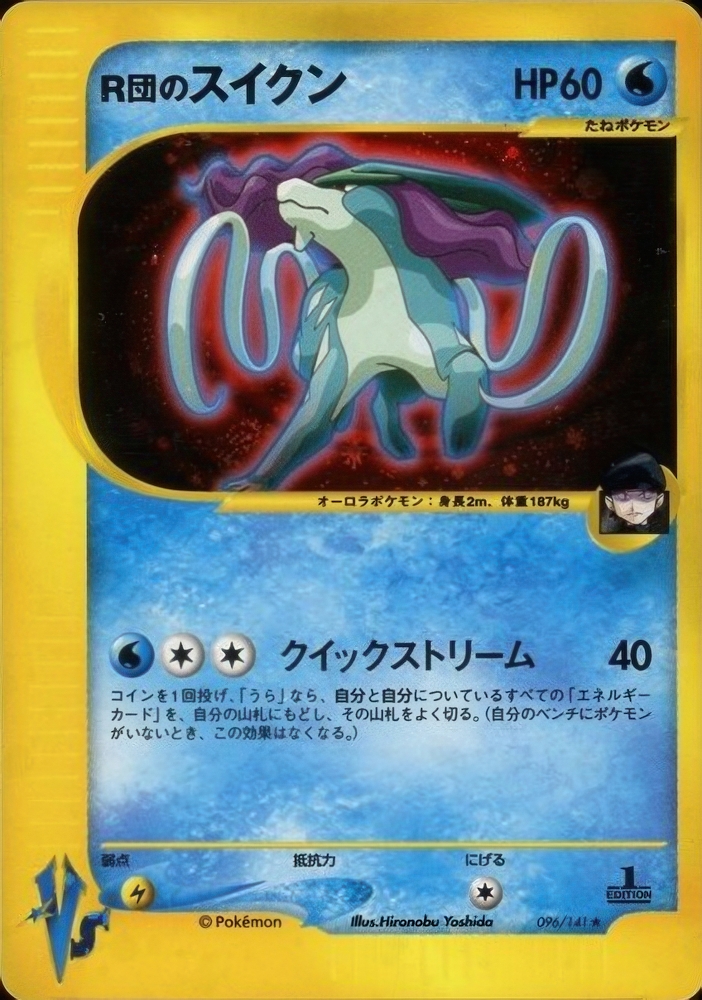 R団のスイクン
HP60
たねポケモン
オーロラポケモン：身長2m、体重187kg
クイックストリーム 40
コインを1回投げ、「うら」なら、自分と自分についているすべての「エネルギー
カード」を、自分の山札にもどし、その山札をよく切る。（自分のベンチにポケモン
がいないとき、この効果はなくなる。）
弱点 抵抗力 にげる
1
EDITION
VS
©Pokémon
Illus.Hironobu Yoshida
096/141★